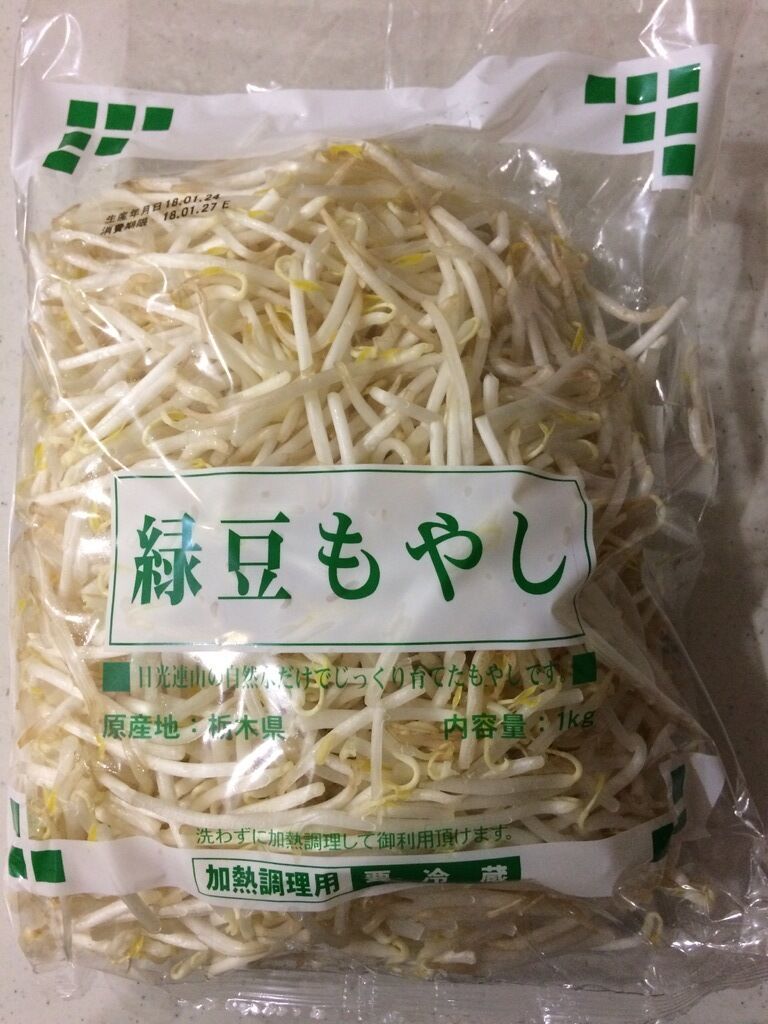 生産年月日 18.01.24
消費期限 18.01.27 E
緑豆もやし
日光連山の自然水だけでじっくり育てたもやしです。
原産地：栃木県 内容量：1kg
洗わずに加熱調理して御利用頂けます。
加熱調理用 要冷蔵